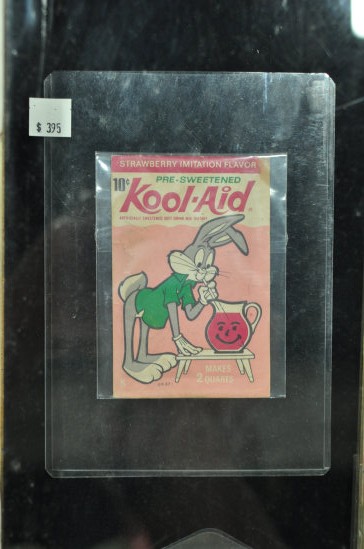 $ 395
STRAWBERRY IMITATION FLAVOR
10¢
PRE-SWEETENED
Kool-Aid
MAKES
2 QUARTS